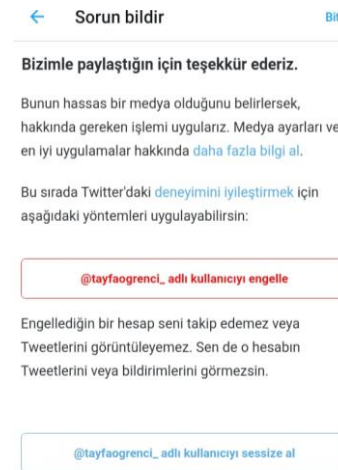 Sorun bildir
Bit
Bizimle paylaştığın için teşekkür ederiz.
Bunun hassas bir medya olduğunu belirlersek,
hakkında gereken işlemi uygularız. Medya ayarları ve
en iyi uygulamalar hakkında daha fazla bilgi al.
Bu sırada Twitter'daki deneyimini iyileştirmek için
aşağıdaki yöntemleri uygulayabilirsin:
@tayfaogrenci_ adlı kullanıcıyı engelle
Engellediğin bir hesap seni takip edemez veya
Tweetlerini görüntüleyemez. Sen de o hesabın
Tweetlerini veya bildirimlerini görmezsin.
@tayfaogrenci_ adlı kullanıcıyı sessize al